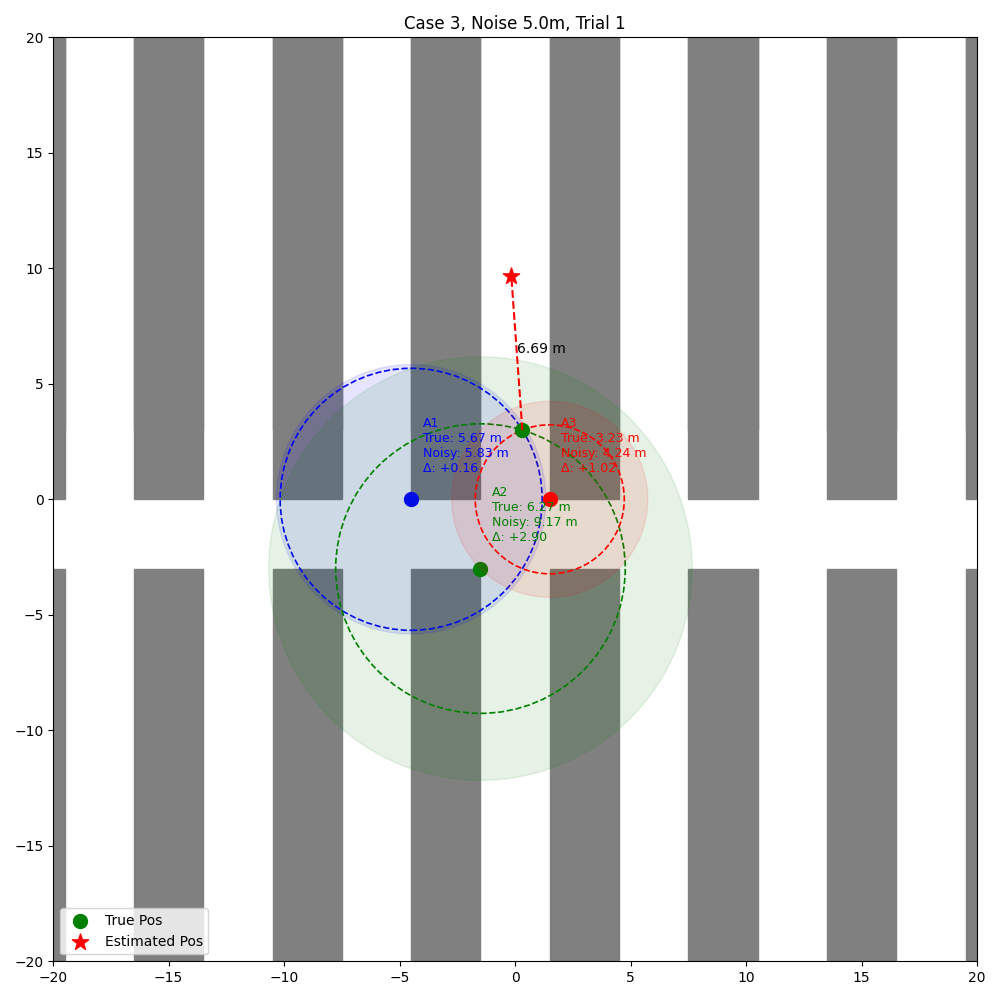 Case 3, Noise 5.0m, Trial 1
20
15
10
5
0
−5
−10
−15
−20
6.69 m
A1
True: 5.67 m
Noisy: 5.83 m
Δ: +0.16
A3
True: 3.23 m
Noisy: 4.24 m
Δ: +1.02
A2
True: 6.27 m
Noisy: 9.17 m
Δ: +2.90
True Pos
Estimated Pos
−20
−15
−10
−5
0
5
10
15
20